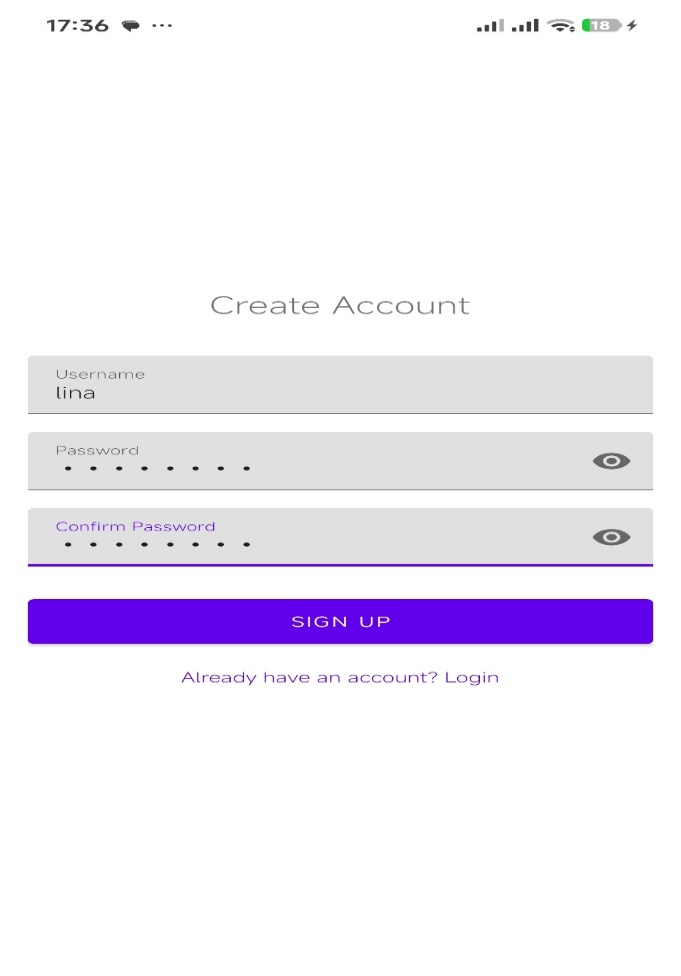 17:36 ... 18
Create Account
Username
lina
Password
• • • • • • • •
Confirm Password
• • • • • • • •
SIGN UP
Already have an account? Login